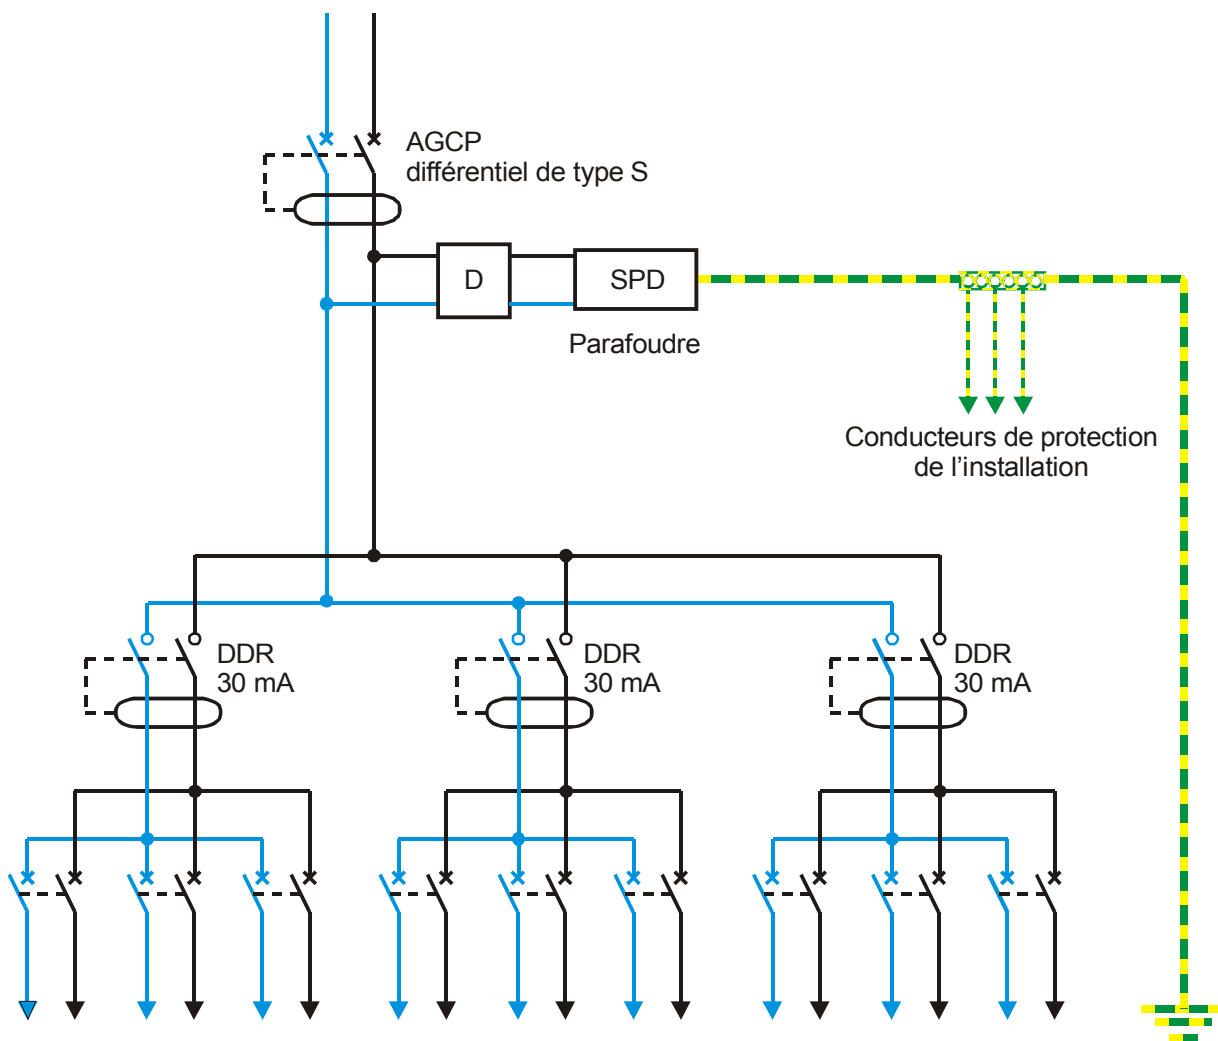 AGCP
différentiel de type S
D
SPD
Parafoudre
Conducteurs de protection
de l'installation
DDR
30 mA
DDR
30 mA
DDR
30 mA